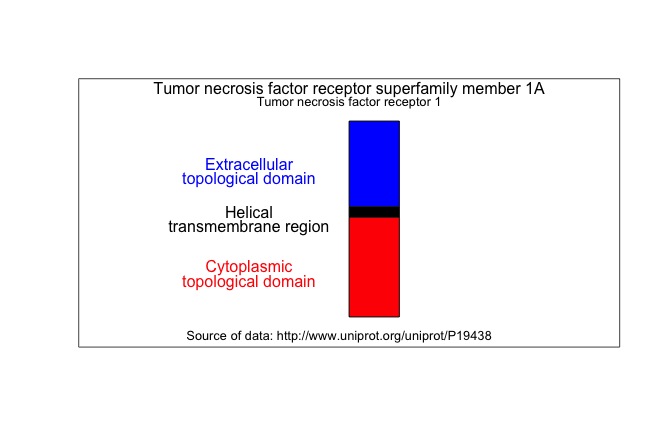 Tumor necrosis factor receptor superfamily member 1A
Tumor necrosis factor receptor 1
Extracellular
topological domain
Helical
transmembrane region
Cytoplasmic
topological domain
Source of data: http://www.uniprot.org/uniprot/P19438